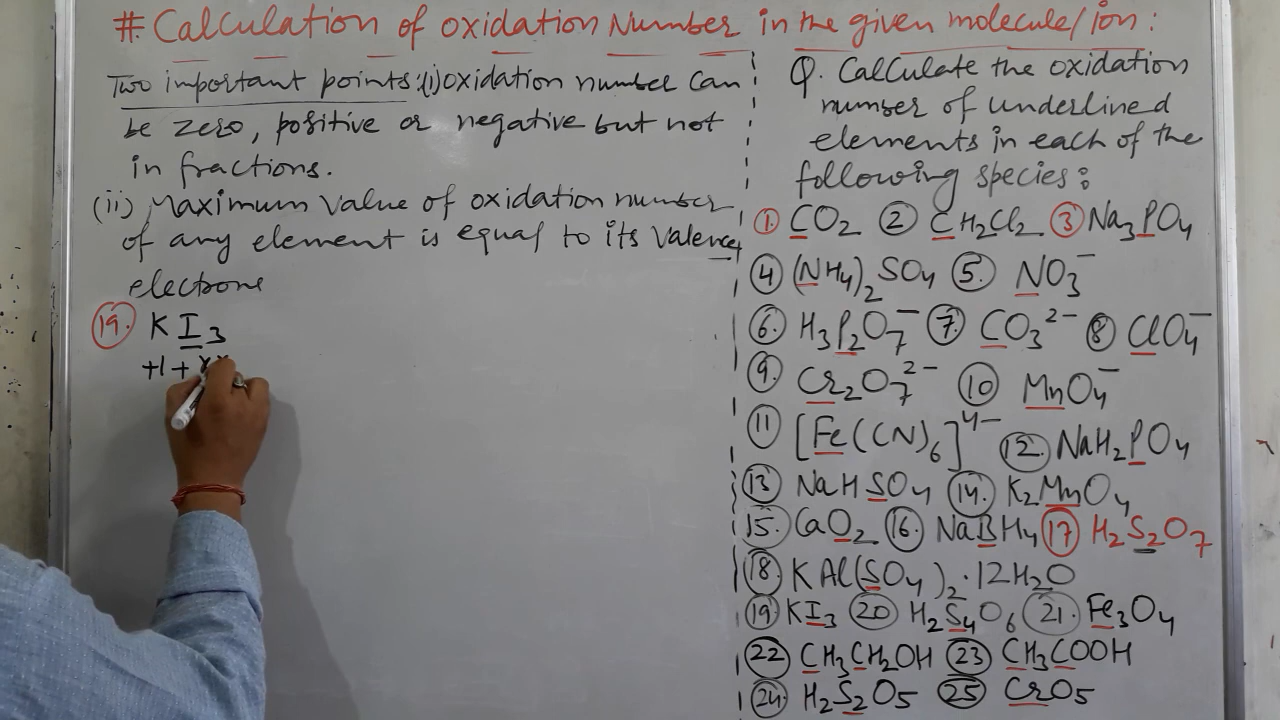 # Calculation of oxidation Number in the given molecule/ion:
Two important points: (i) oxidation number can
be zero, positive or negative but not
in fractions.
(ii) Maximum value of oxidation number
of any element is equal to its valence
electrons
19. KI₃
+1 +
Q. Calculate the oxidation
number of underlined
elements in each of the
following species:
1. CO₂ 2 CH₂Cl₂ 3 Na₃PO₄
4 (NH₄)₂SO₄ 5. NO₃⁻
6. H₃P₂O₇⁻ 7. CO₃²⁻ 8 ClO₄⁻
9. Cr₂O₇²⁻ 10 MnO₄⁻
11 [Fe(CN)₆]⁴⁻ 12. NaH₂PO₄
13 NaHSO₄ 14. K₂MnO₄
15. CaO₂ 16. NaBH₄ 17 H₂S₂O₇
18. KAl(SO₄)₂·12H₂O
19. KI₃ 20 H₂S₄O₆ 21. Fe₃O₄
22 CH₃CH₂OH 23 CH₃COOH
24. H₂S₂O₅ 25 CrO₅